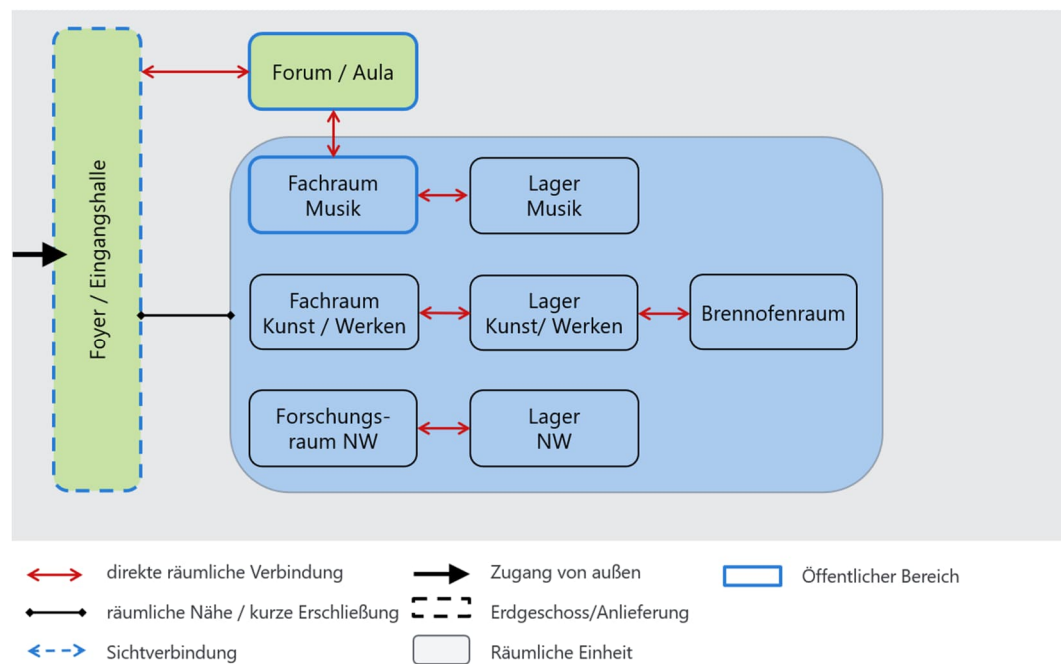 Forum / Aula
Foyer / Eingangshalle
Fachraum
Musik
Lager
Musik
Fachraum
Kunst / Werken
Lager
Kunst/ Werken
Brennofenraum
Forschungs-
raum NW
Lager
NW
direkte räumliche Verbindung
Zugang von außen
Öffentlicher Bereich
räumliche Nähe / kurze Erschließung
Erdgeschoss/Anlieferung
Sichtverbindung
Räumliche Einheit